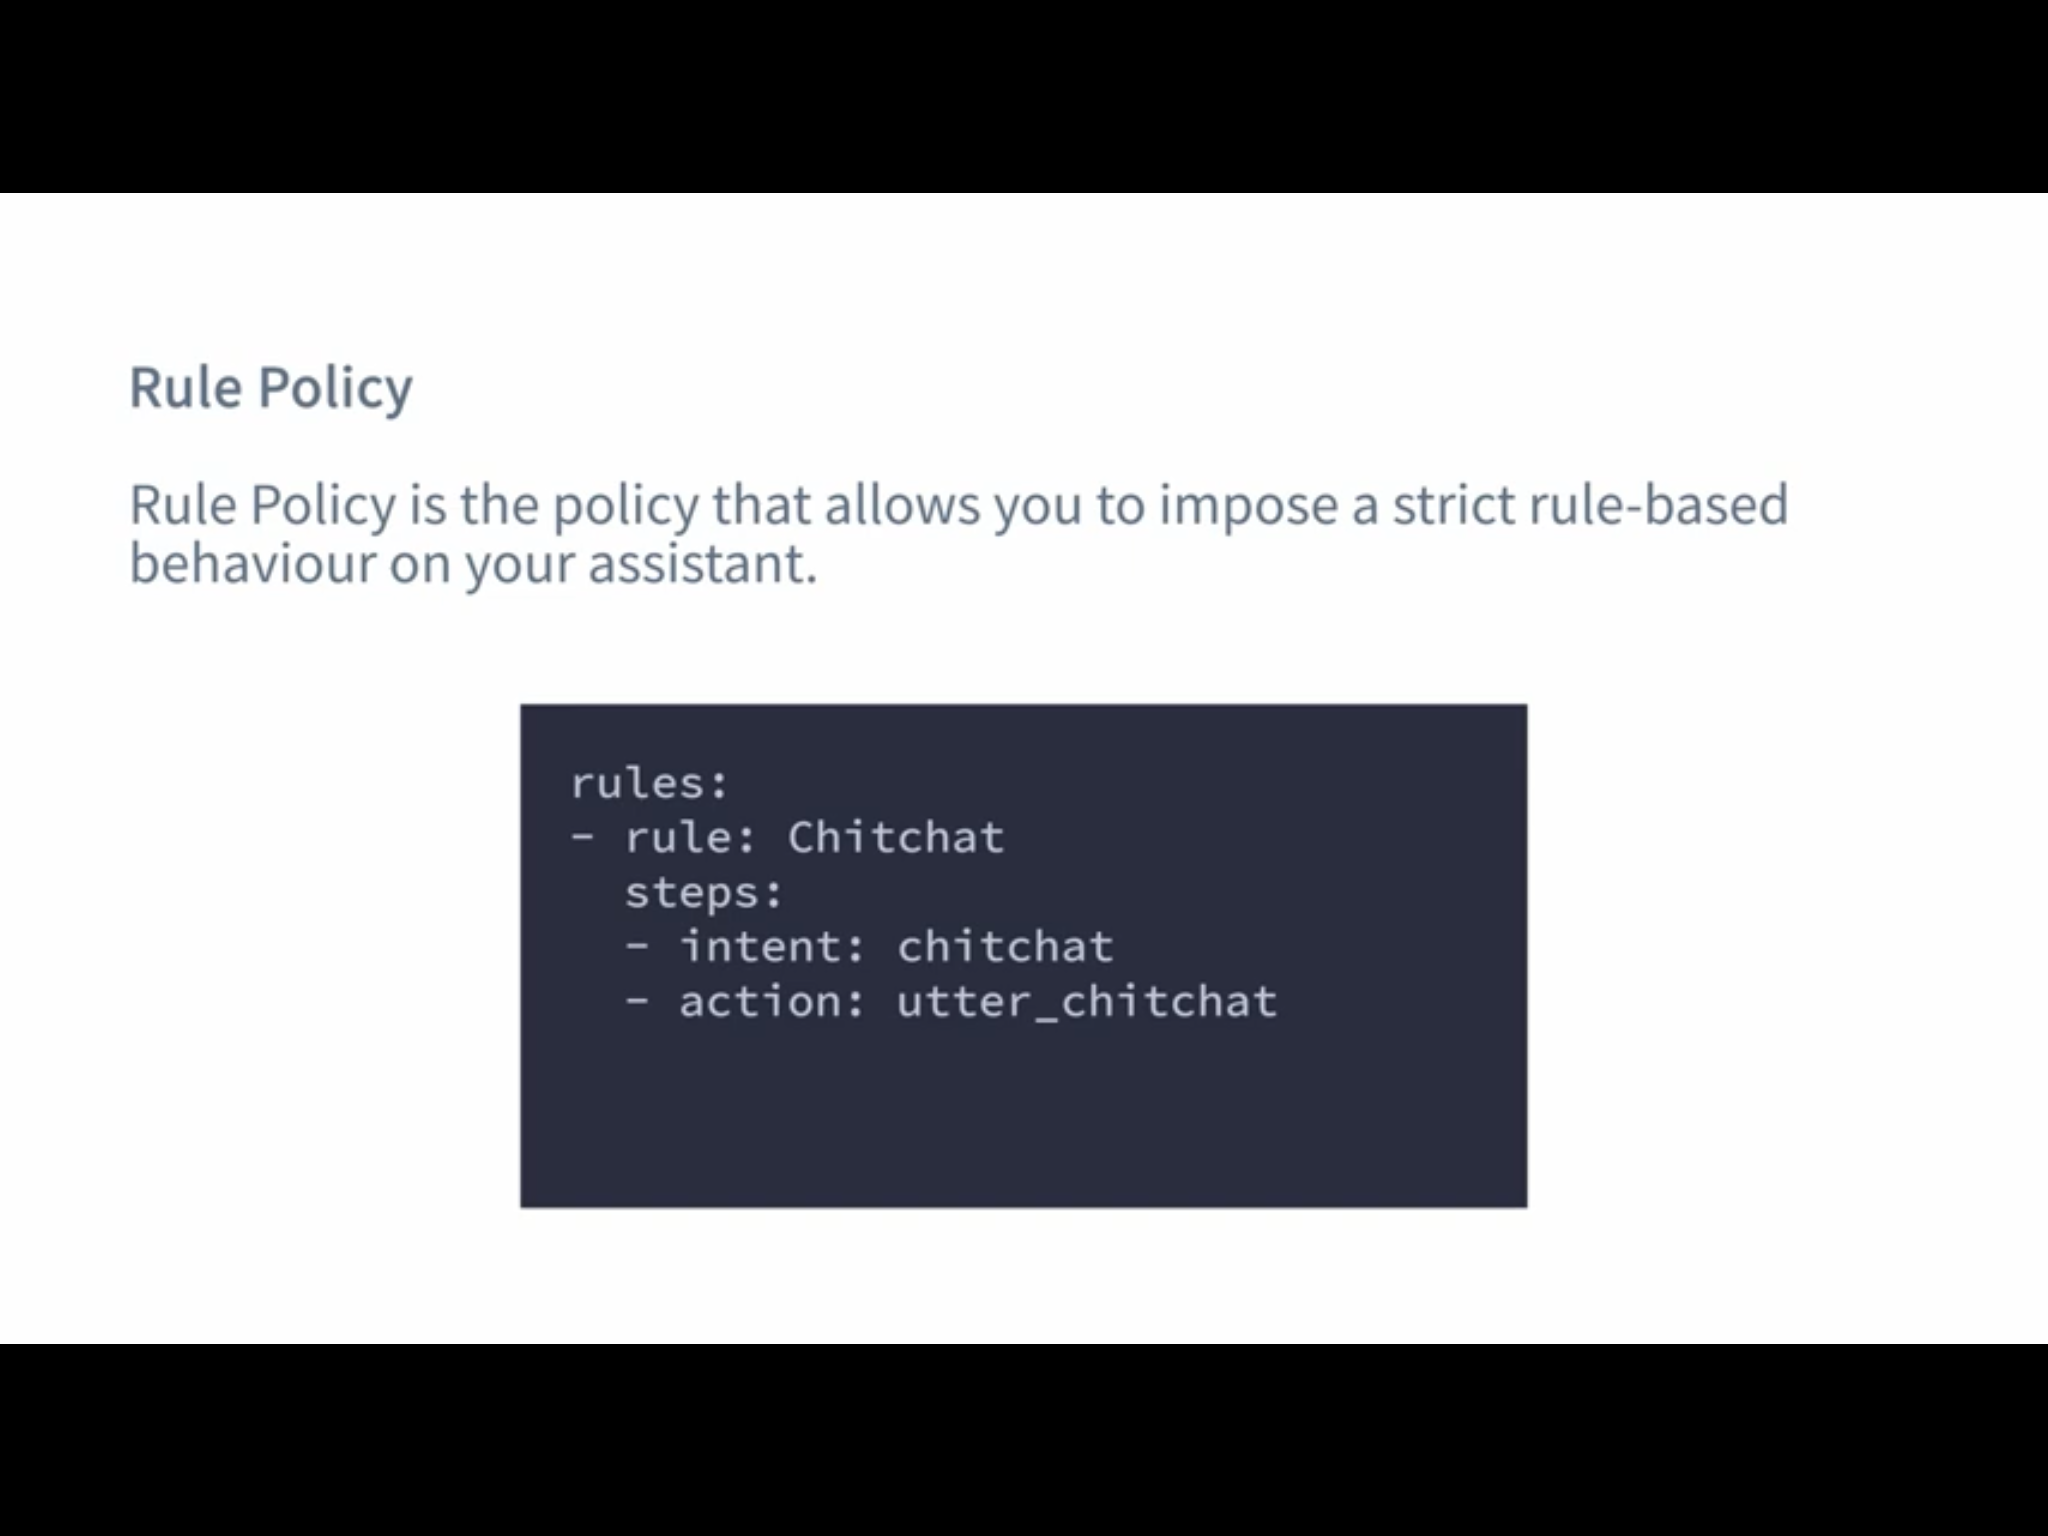 Rule Policy
Rule Policy is the policy that allows you to impose a strict rule-based
behaviour on your assistant.
rules:
- rule: Chitchat
  steps:
  - intent: chitchat
  - action: utter_chitchat